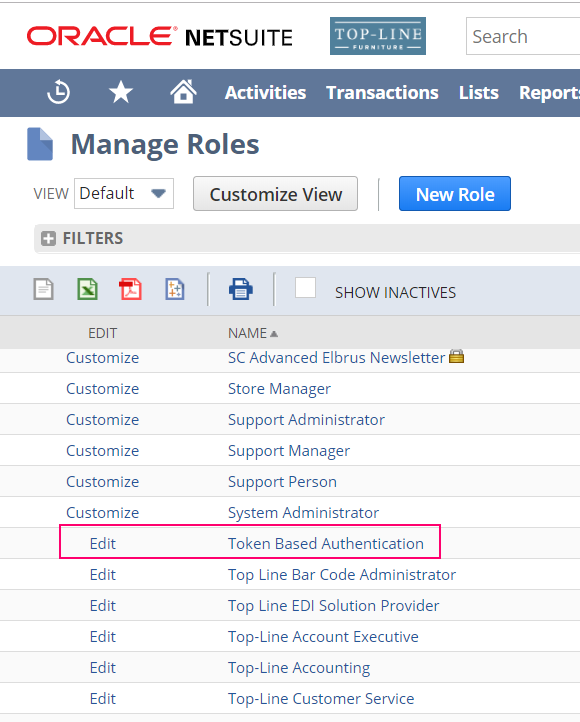 ORACLE® NETSUITE
TOP-LINE
FURNITURE
Search
Activities Transactions Lists Reports
Manage Roles
VIEW Default Customize View New Role
FILTERS
SHOW INACTIVES
EDIT NAME
Customize SC Advanced Elbrus Newsletter
Customize Store Manager
Customize Support Administrator
Customize Support Manager
Customize Support Person
Customize System Administrator
Edit Token Based Authentication
Edit Top Line Bar Code Administrator
Edit Top Line EDI Solution Provider
Edit Top-Line Account Executive
Edit Top-Line Accounting
Edit Top-Line Customer Service